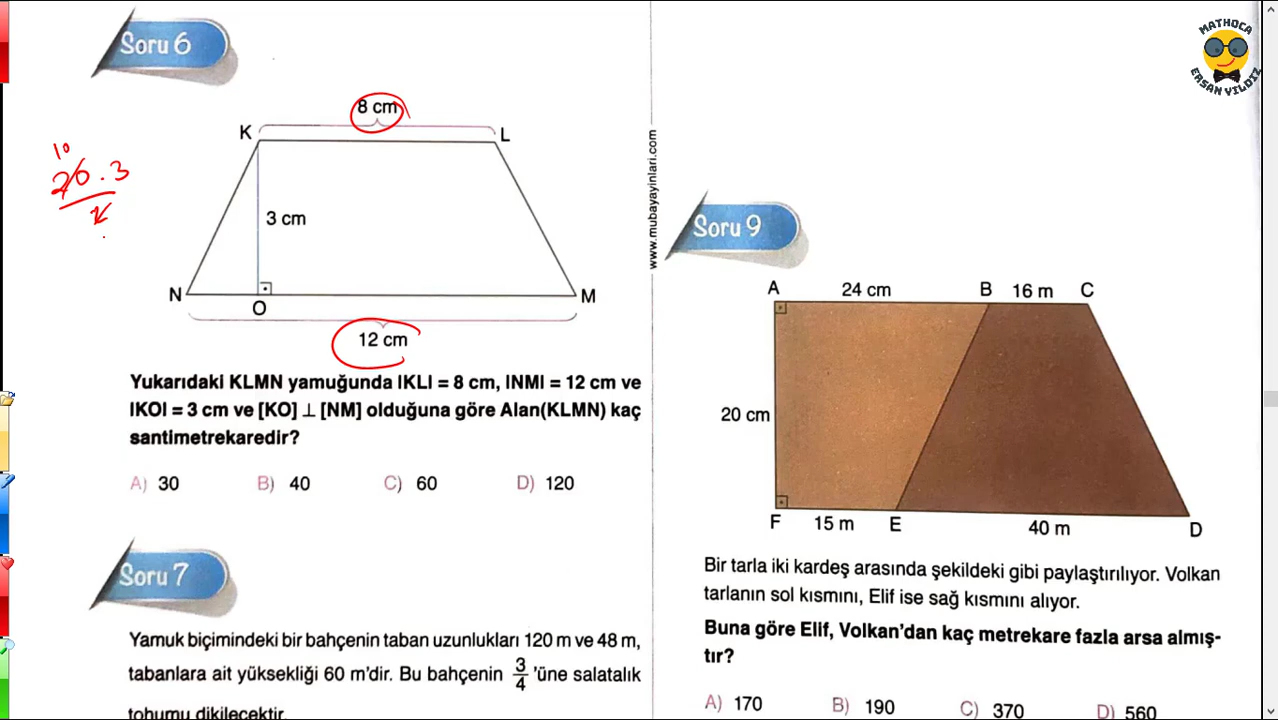 Soru 6
8 cm
K
L
10
26.3
2
3 cm
N
O
M
12 cm
Yukarıdaki KLMN yamuğunda IKLI = 8 cm, INMI = 12 cm ve
IKOI = 3 cm ve [KO] ⊥ [NM] olduğuna göre Alan(KLMN) kaç
santimetrekaredir?
A) 30
B) 40
C) 60
D) 120
Soru 7
Yamuk biçimindeki bir bahçenin taban uzunlukları 120 m ve 48 m,
tabanlara ait yüksekliği 60 m'dir. Bu bahçenin 3/4 'üne salatalık
tohumu dikilecektir.
www.mubayayinlari.com
MATHOCA
ERSAN YILDIZ
Soru 9
A
24 cm
B
16 m
C
20 cm
F
15 m
E
40 m
D
Bir tarla iki kardeş arasında şekildeki gibi paylaştırılıyor. Volkan
tarlanın sol kısmını, Elif ise sağ kısmını alıyor.
Buna göre Elif, Volkan'dan kaç metrekare fazla arsa almış-
tır?
A) 170
B) 190
C) 370
D) 560